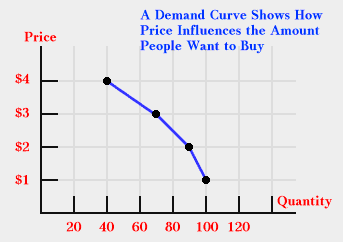 A Demand Curve Shows How
Price Influences the Amount
People Want to Buy
Price
$4
$3
$2
$1
Quantity
20 40 60 80 100 120